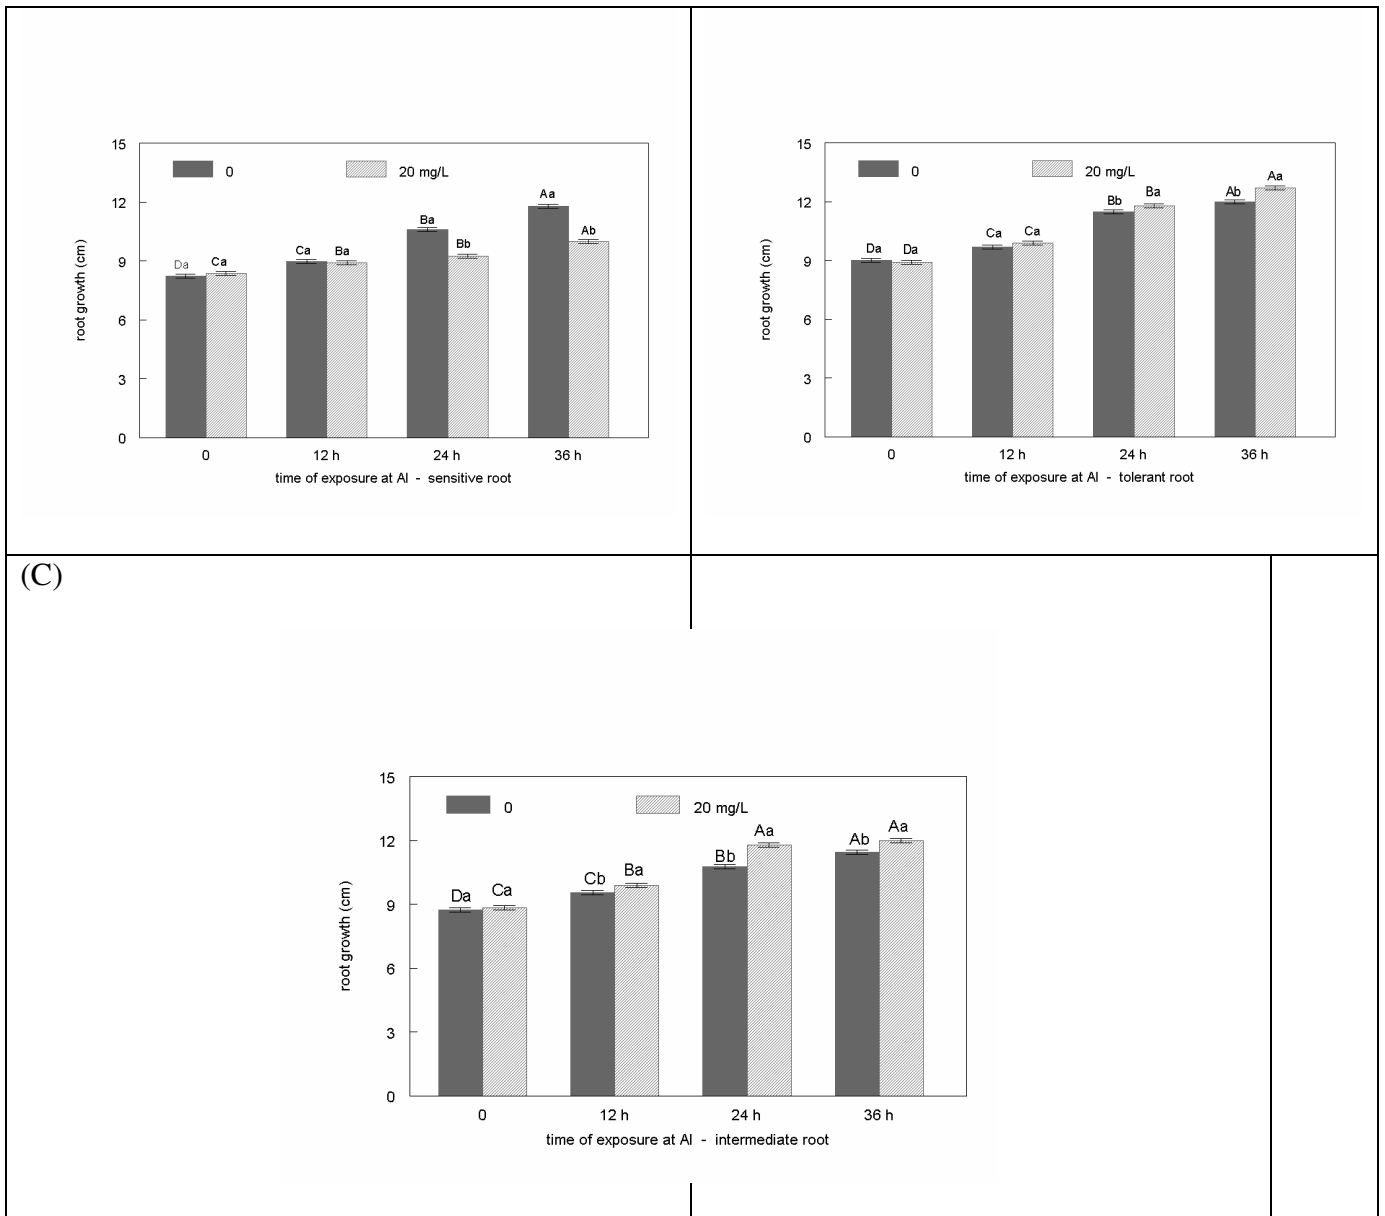 15
0
20 mg/L
12
9
6
3
0
root growth (cm)
Da
Ca
Ca
Ba
Ba
Bb
Aa
Ab
0
12 h
24 h
36 h
time of exposure at Al - sensitive root
15
0
20 mg/L
12
9
6
3
0
root growth (cm)
Da
Da
Ca
Ca
Bb
Ba
Ab
Aa
0
12 h
24 h
36 h
time of exposure at Al - tolerant root
(C)
15
0
20 mg/L
12
9
6
3
0
root growth (cm)
Da
Ca
Cb
Ba
Bb
Aa
Ab
Aa
0
12 h
24 h
36 h
time of exposure at Al - intermediate root